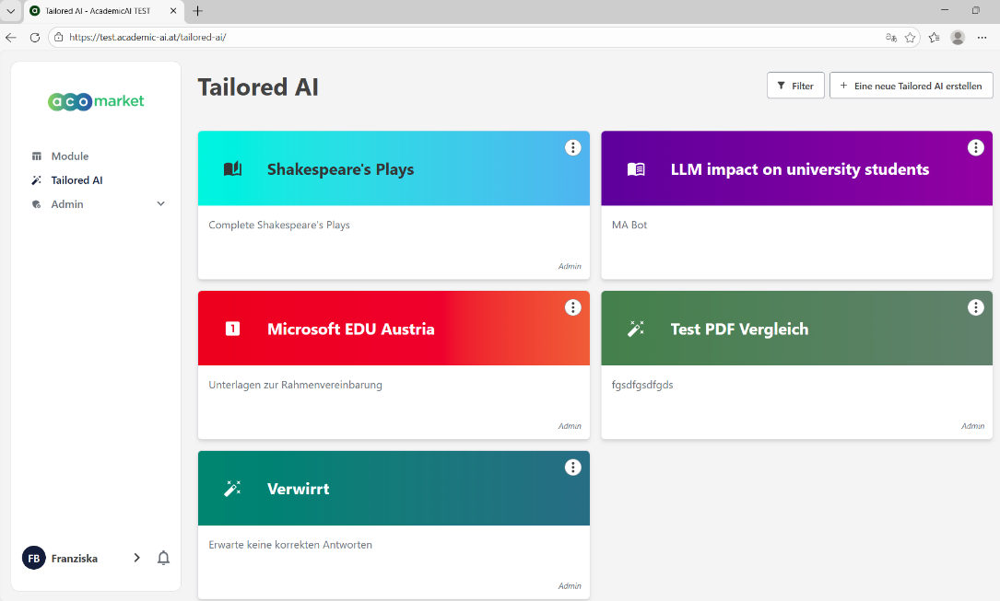 Tailored AI - AcademicAI TEST
https://test.academic-ai.at/tailored-ai/
aco market
Module
Tailored AI
Admin
FB Franziska
Tailored AI
Filter
+ Eine neue Tailored AI erstellen
Shakespeare's Plays
Complete Shakespeare's Plays
Admin
LLM impact on university students
MA Bot
1 Microsoft EDU Austria
Unterlagen zur Rahmenvereinbarung
Admin
Test PDF Vergleich
fgsdfgsdfgds
Admin
Verwirrt
Erwarte keine korrekten Antworten
Admin